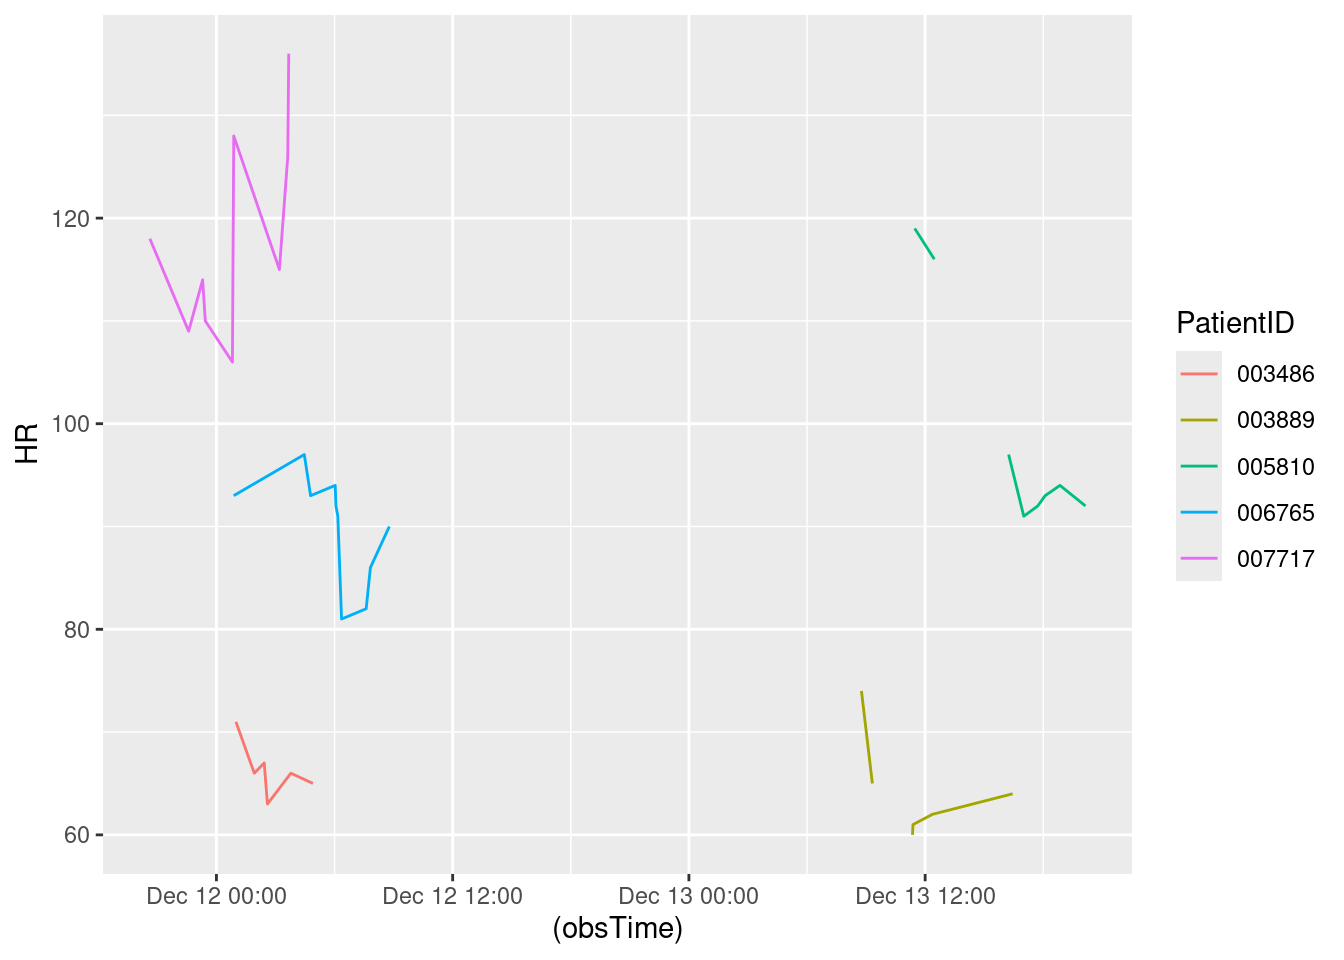 HR
120
100
80
60
Dec 12 00:00
Dec 12 12:00
Dec 13 00:00
Dec 13 12:00
(obsTime)
PatientID
003486
003889
005810
006765
007717